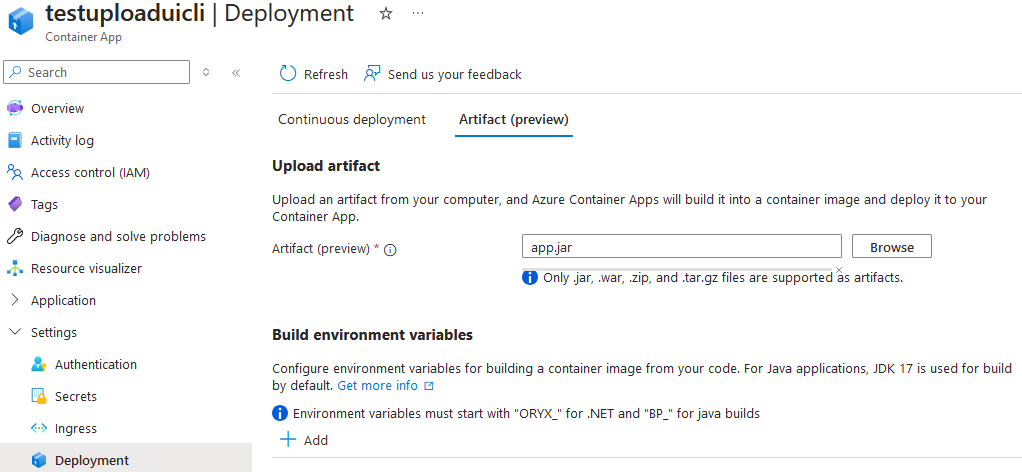 testuploaduicli | Deployment
Container App
Search
Overview
Activity log
Access control (IAM)
Tags
Diagnose and solve problems
Resource visualizer
Application
Settings
Authentication
Secrets
Ingress
Deployment
Refresh
Send us your feedback
Continuous deployment
Artifact (preview)
Upload artifact
Upload an artifact from your computer, and Azure Container Apps will build it into a container image and deploy it to your
Container App.
Artifact (preview) *
app.jar
Browse
Only .jar, .war, .zip, and .tar.gz files are supported as artifacts.
Build environment variables
Configure environment variables for building a container image from your code. For Java applications, JDK 17 is used for build
by default. Get more info
Environment variables must start with "ORYX_" for .NET and "BP_" for java builds
Add